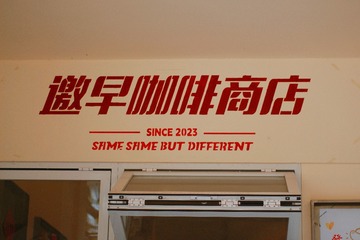 邀早咖啡商店
SINCE 2023
SAME SAME BUT DIFFERENT